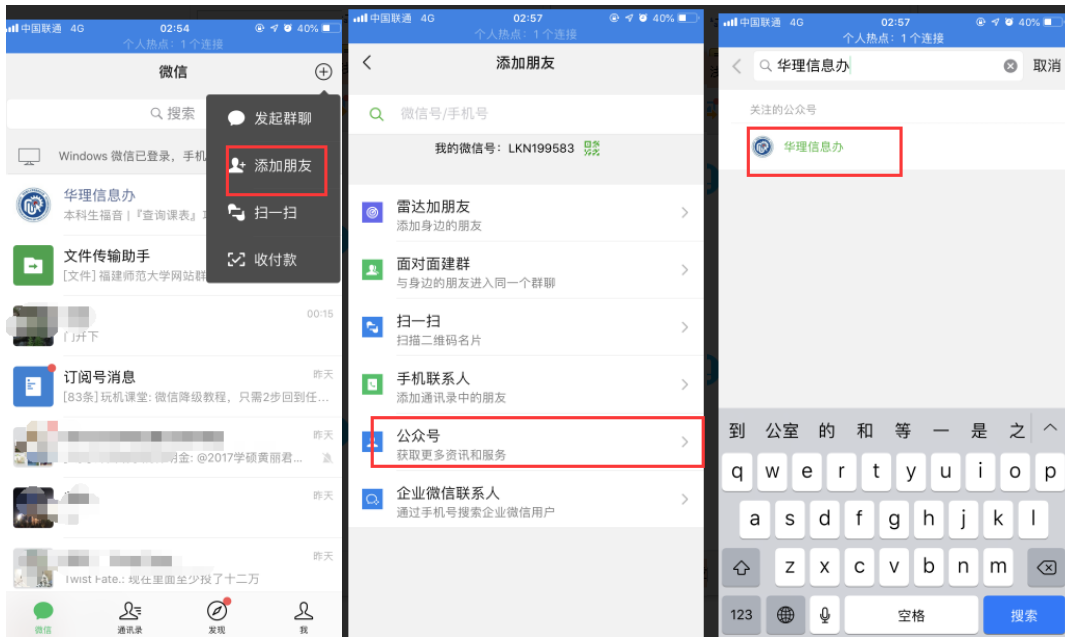 中国联通 4G 02:54 40%
个人热点：1 个连接
微信
搜索
发起群聊
添加朋友
扫一扫
收付款
Windows 微信已登录，手机
华理信息办
本科生福音 |『查询课表』
文件传输助手
[文件] 福建师范大学网站群
00:15
门开下
订阅号消息
昨天
[83条] 玩机课堂: 微信降级教程，只需2步回到任...
昨天
金: @2017学硕黄丽君...
昨天
昨天
Twist Fate.: 现在里面至少投了十二万
微信
通讯录
发现
我
中国联通 4G 02:57 40%
个人热点：1 个连接
添加朋友
微信号/手机号
我的微信号：LKN199583
雷达加朋友
添加身边的朋友
面对面建群
与身边的朋友进入同一个群聊
扫一扫
扫描二维码名片
手机联系人
添加通讯录中的朋友
公众号
获取更多资讯和服务
企业微信联系人
通过手机号搜索企业微信用户
中国联通 4G 02:57 40%
个人热点：1 个连接
华理信息办
取消
关注的公众号
华理信息办
到 公室 的 和 等 一 是 之
q w e r t y u i o p
a s d f g h j k l
z x c v b n m
123 空格 搜索